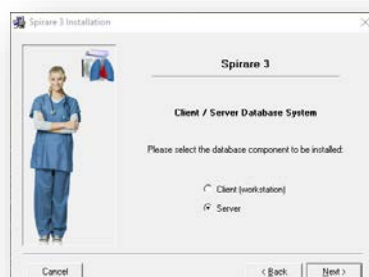 Spirare 3 Installation
Spirare 3
Client / Server Database System
Please select the database component to be installed:
Client (workstation)
Server
Cancel
< Back
Next >